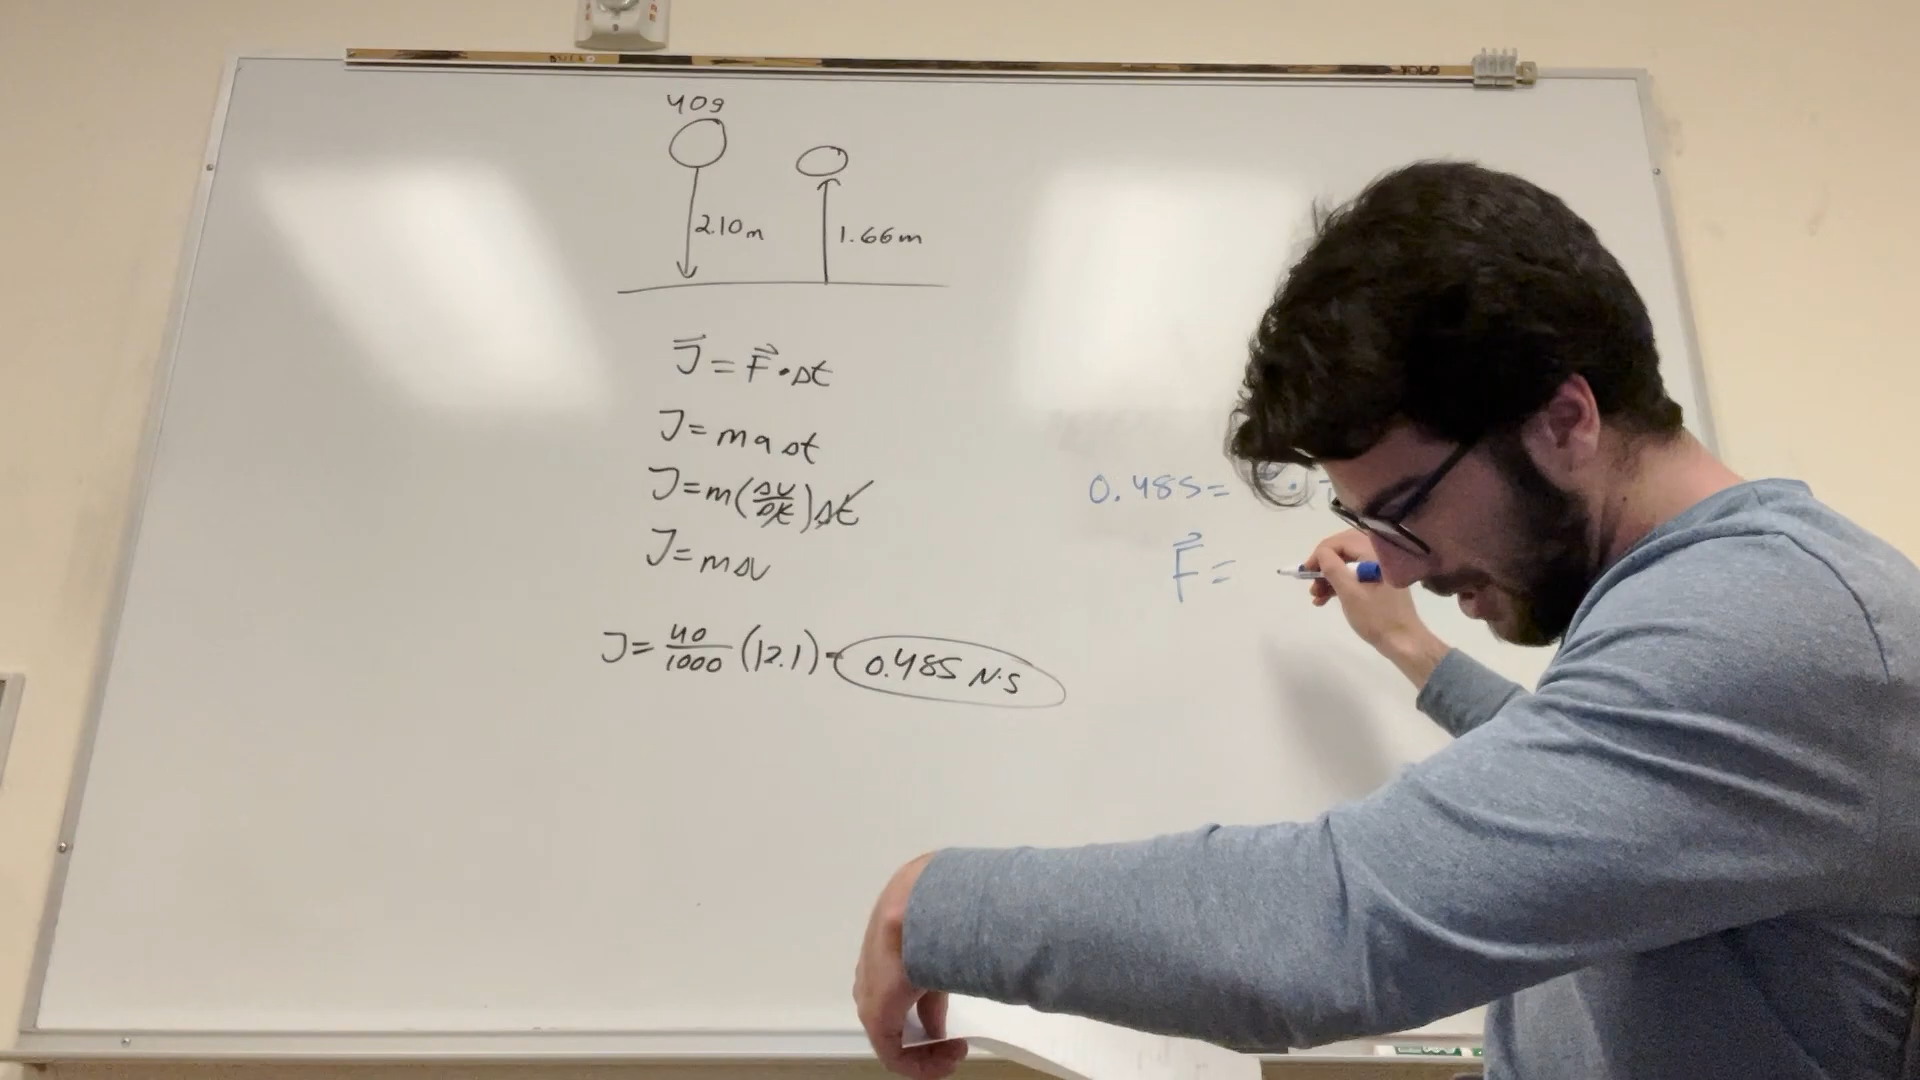 40g
2.10m
1.66m
J⃗ = F⃗ · Δt
J = m a Δt
J = m(Δv/Δt)Δt
J = mΔv
J = 40/1000 (12.1) = 0.485 N·s
0.485 =
F⃗ =
YOLO